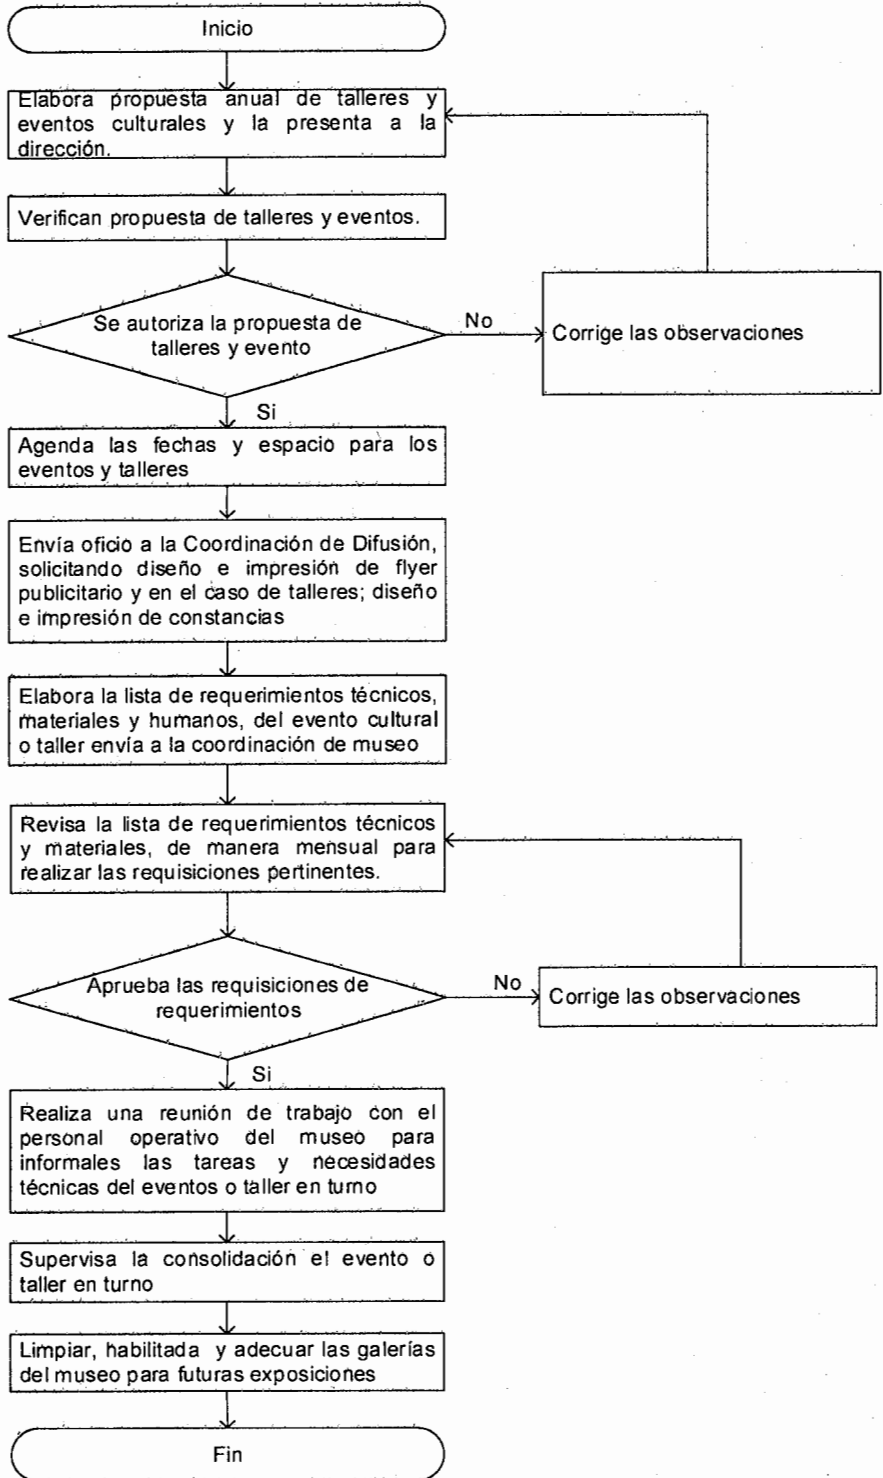 Inicio
Elabora propuesta anual de talleres y
eventos culturales y la presenta a la
dirección.
Verifican propuesta de talleres y eventos.
Se autoriza la propuesta de
talleres y evento
No
Corrige las observaciones
Si
Agenda las fechas y espacio para los
eventos y talleres
Envía oficio a la Coordinación de Difusión,
solicitando diseño e impresión de flyer
publicitario y en el caso de talleres; diseño
e impresión de constancias
Elabora la lista de requerimientos técnicos,
materiales y humanos, del evento cultural
o taller envía a la coordinación de museo
Revisa la lista de requerimientos técnicos
y materiales, de manera mensual para
realizar las requisiciones pertinentes.
Aprueba las requisiciones de
requerimientos
No
Corrige las observaciones
Si
Realiza una reunión de trabajo con el
personal operativo del museo para
informales las tareas y necesidades
técnicas del eventos o taller en turno
Supervisa la consolidación el evento o
taller en turno
Limpiar, habilitada y adecuar las galerías
del museo para futuras exposiciones
Fin